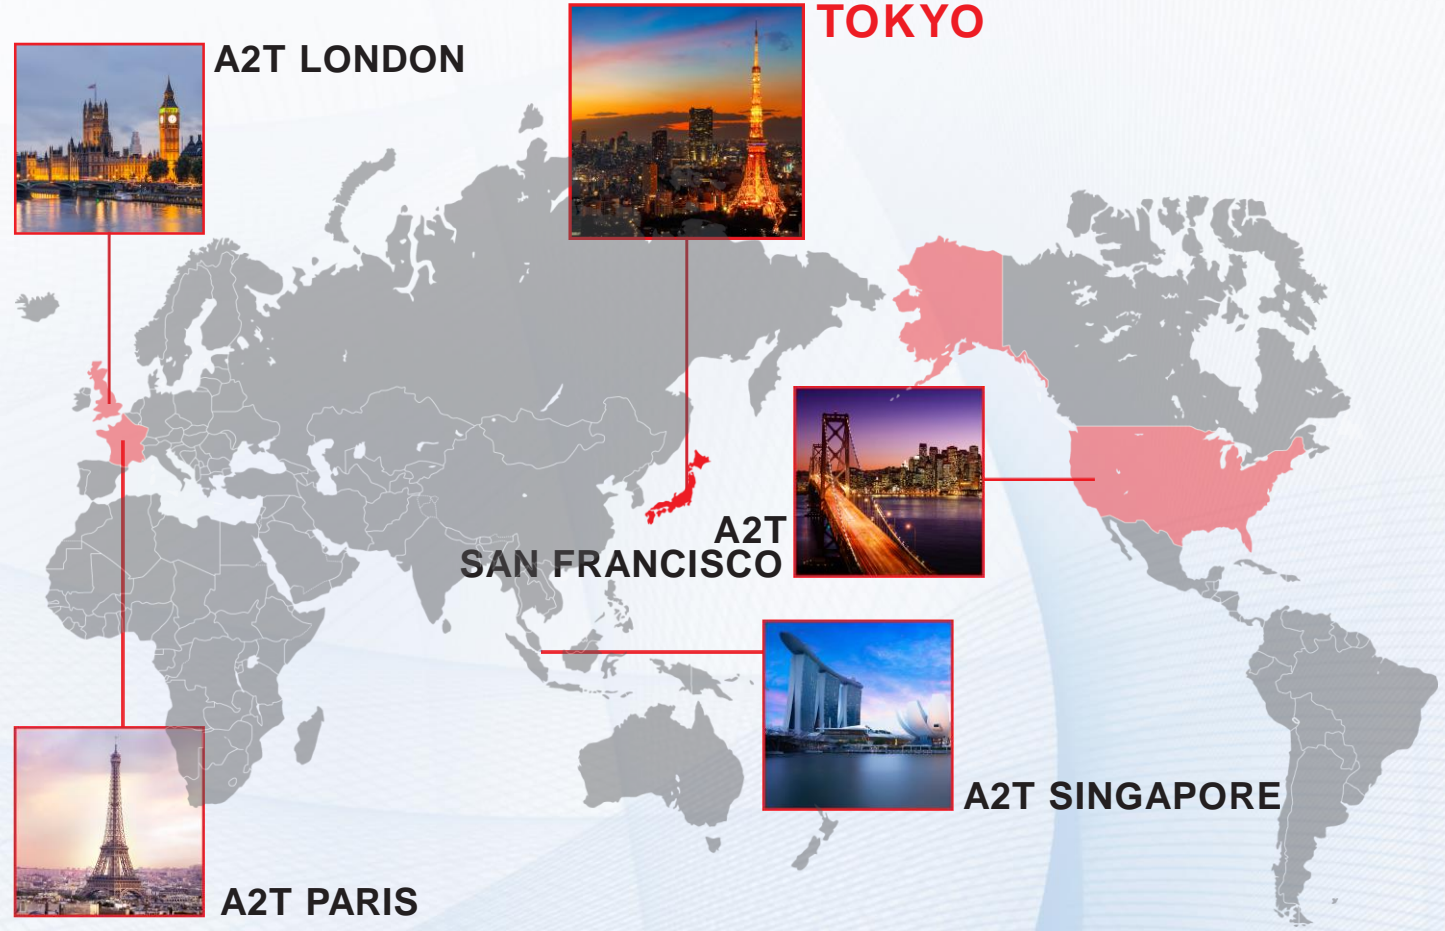 TOKYO
A2T LONDON
A2T
SAN FRANCISCO
A2T SINGAPORE
A2T PARIS